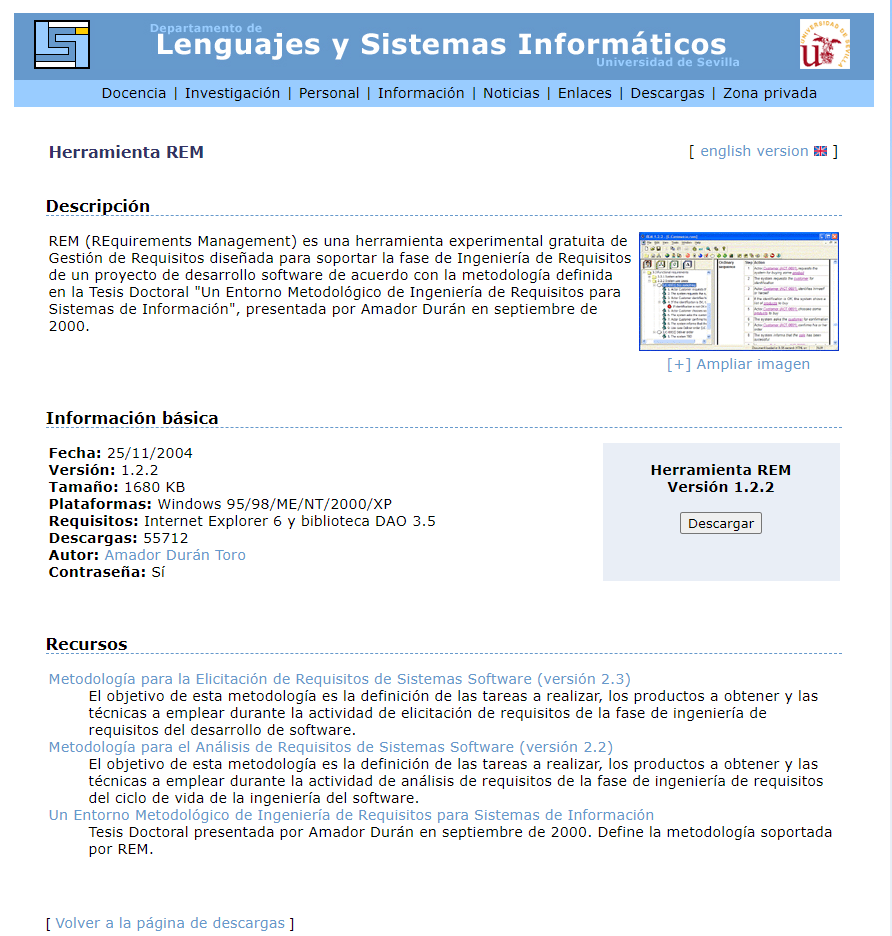 Departamento de
Lenguajes y Sistemas Informáticos
Universidad de Sevilla
Docencia | Investigación | Personal | Información | Noticias | Enlaces | Descargas | Zona privada
Herramienta REM
[ english version ]
Descripción
REM (REquirements Management) es una herramienta experimental gratuita de
Gestión de Requisitos diseñada para soportar la fase de Ingeniería de Requisitos
de un proyecto de desarrollo software de acuerdo con la metodología definida
en la Tesis Doctoral "Un Entorno Metodológico de Ingeniería de Requisitos para
Sistemas de Información", presentada por Amador Durán en septiembre de
2000.
[+] Ampliar imagen
Información básica
Fecha: 25/11/2004
Versión: 1.2.2
Tamaño: 1680 KB
Plataformas: Windows 95/98/ME/NT/2000/XP
Requisitos: Internet Explorer 6 y biblioteca DAO 3.5
Descargas: 55712
Autor: Amador Durán Toro
Contraseña: Sí
Herramienta REM
Versión 1.2.2
Descargar
Recursos
Metodología para la Elicitación de Requisitos de Sistemas Software (versión 2.3)
El objetivo de esta metodología es la definición de las tareas a realizar, los productos a obtener y las
técnicas a emplear durante la actividad de elicitación de requisitos de la fase de ingeniería de
requisitos del desarrollo de software.
Metodología para el Análisis de Requisitos de Sistemas Software (versión 2.2)
El objetivo de esta metodología es la definición de las tareas a realizar, los productos a obtener y las
técnicas a emplear durante la actividad de análisis de requisitos de la fase de ingeniería de requisitos
del ciclo de vida de la ingeniería del software.
Un Entorno Metodológico de Ingeniería de Requisitos para Sistemas de Información
Tesis Doctoral presentada por Amador Durán en septiembre de 2000. Define la metodología soportada
por REM.
[ Volver a la página de descargas ]